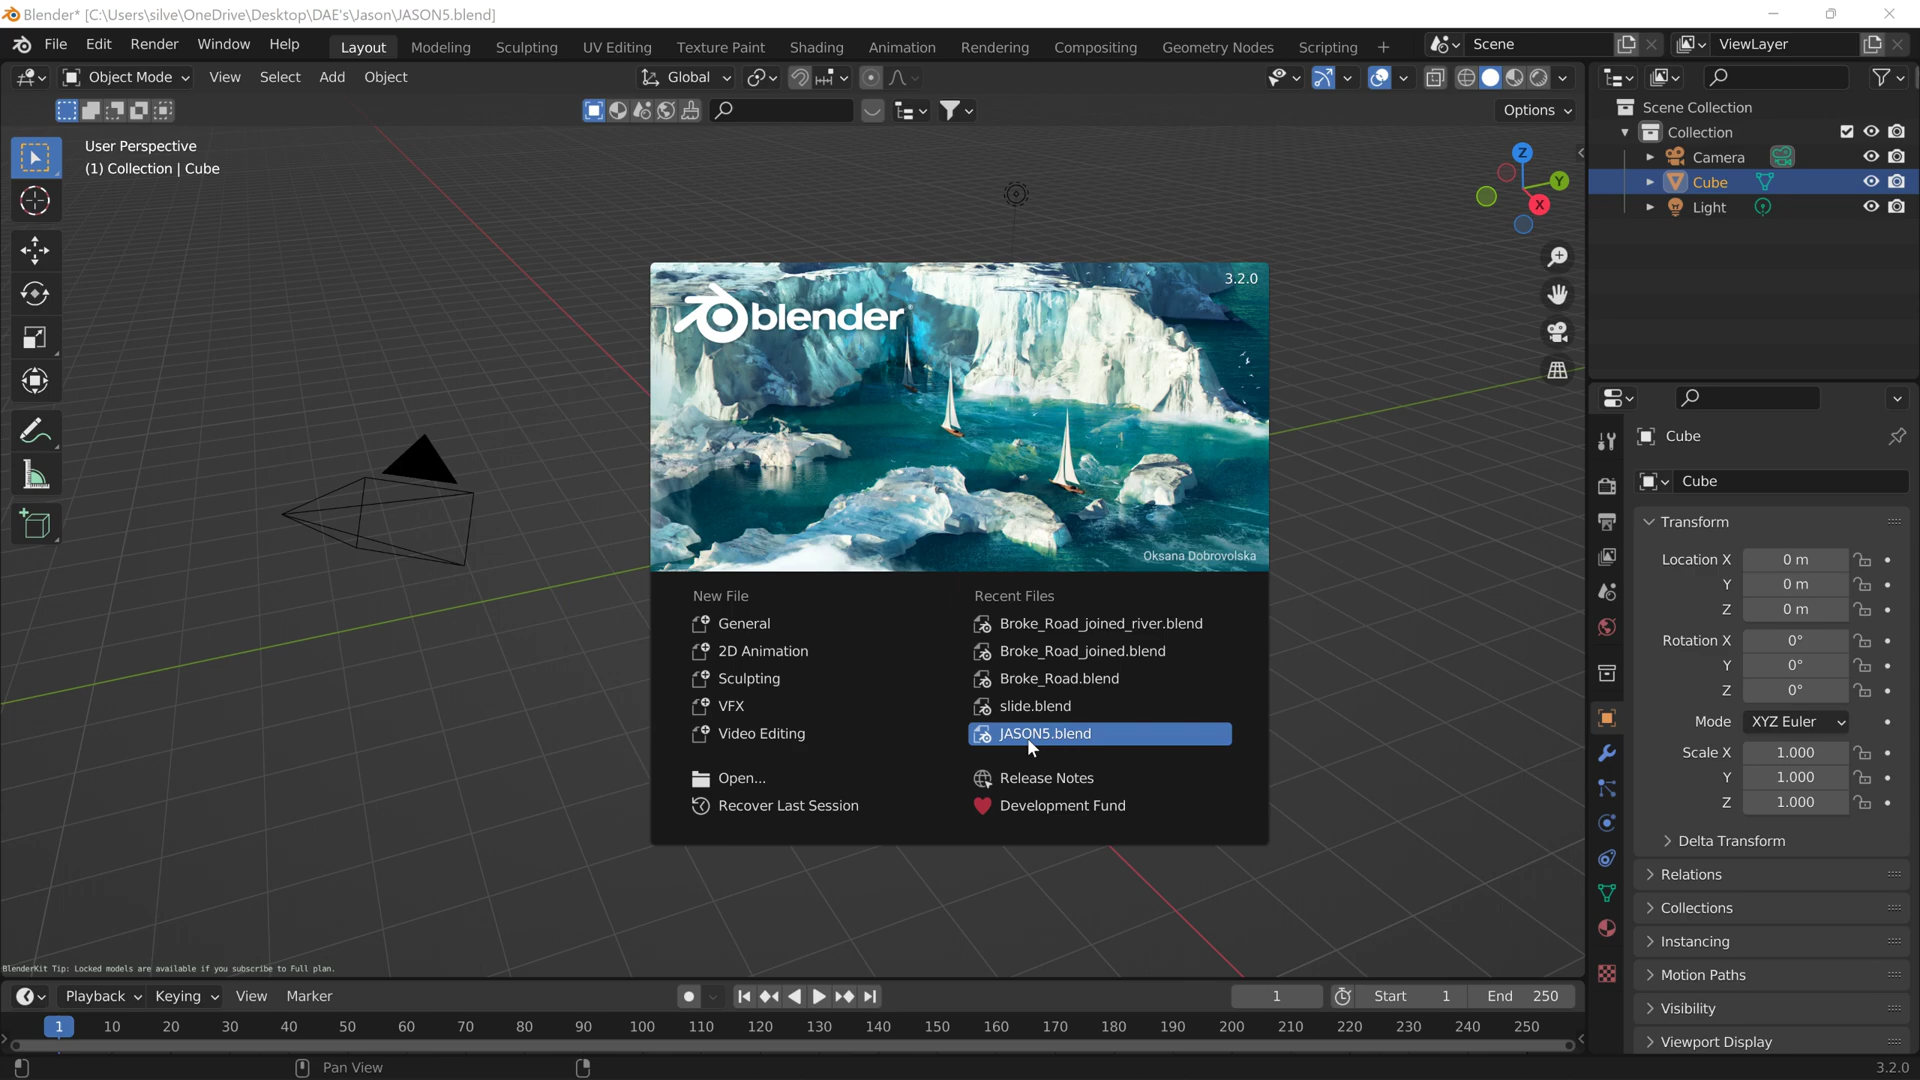 Blender* [C:\Users\silve\OneDrive\Desktop\DAE's\Jason\JASON5.blend]
File Edit Render Window Help Layout Modeling Sculpting UV Editing Texture Paint Shading Animation Rendering Compositing Geometry Nodes Scripting + Scene ViewLayer
Object Mode View Select Add Object Global
Options
User Perspective
(1) Collection | Cube
Z
Y
X
Scene Collection
Collection
Camera
Cube
Light
3.2.0
blender
Oksana Dobrovolska
New File
General
2D Animation
Sculpting
VFX
Video Editing
Open...
Recover Last Session
Recent Files
Broke_Road_joined_river.blend
Broke_Road_joined.blend
Broke_Road.blend
slide.blend
JASON5.blend
Release Notes
Development Fund
Cube
Cube
Transform
Location X 0 m
Y 0 m
Z 0 m
Rotation X 0°
Y 0°
Z 0°
Mode XYZ Euler
Scale X 1.000
Y 1.000
Z 1.000
Delta Transform
Relations
Collections
Instancing
Motion Paths
Visibility
Viewport Display
BlenderKit Tip: Locked models are available if you subscribe to Full plan.
Playback Keying View Marker 1 Start 1 End 250
1 10 20 30 40 50 60 70 80 90 100 110 120 130 140 150 160 170 180 190 200 210 220 230 240 250
Pan View 3.2.0